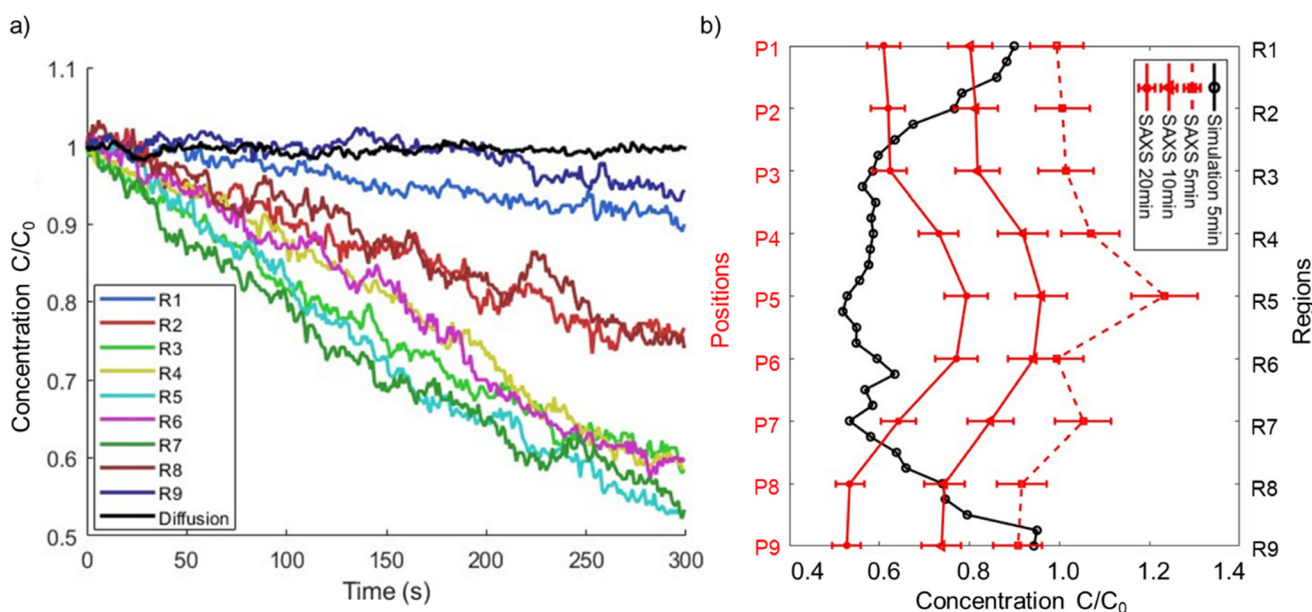 a)
1.1
1
0.9
0.8
0.7
0.6
0.5
Concentration C/C0
R1
R2
R3
R4
R5
R6
R7
R8
R9
Diffusion
0
50
100
150
200
250
300
Time (s)
b)
P1
P2
P3
P4
P5
P6
P7
P8
P9
Positions
Simulation 5min
SAXS 5min
SAXS 10min
SAXS 20min
R1
R2
R3
R4
R5
R6
R7
R8
R9
Regions
0.4
0.6
0.8
1.0
1.2
1.4
Concentration C/C0